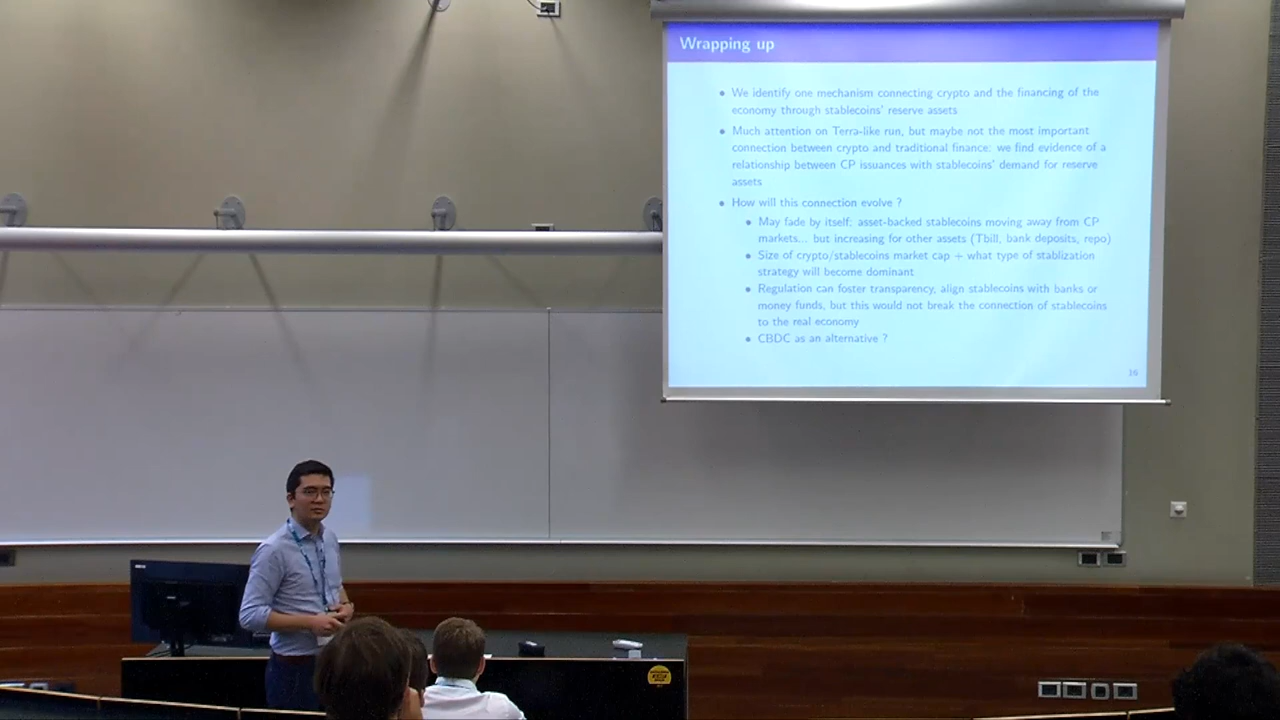 Wrapping up
We identify one mechanism connecting crypto and the financing of the
economy through stablecoins' reserve assets
Much attention on Terra-like run, but maybe not the most important
connection between crypto and traditional finance: we find evidence of a
relationship between CP issuances with stablecoins' demand for reserve
assets
How will this connection evolve ?
May fade by itself: asset-backed stablecoins moving away from CP
markets... but increasing for other assets (Tbill, bank deposits, repo)
Size of crypto/stablecoins market cap + what type of stablization
strategy will become dominant
Regulation can foster transparency, align stablecoins with banks or
money funds, but this would not break the connection of stablecoins
to the real economy
CBDC as an alternative ?
16